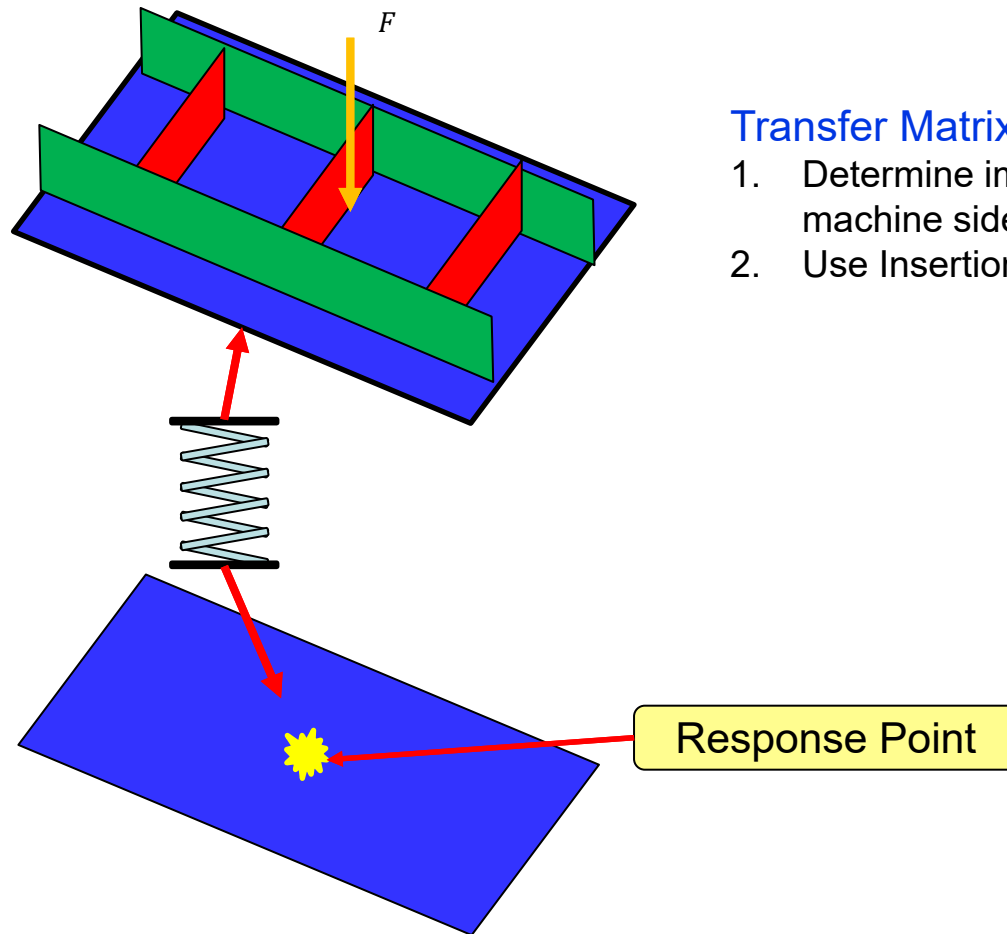 F
Transfer Matrix
1. Determine in
machine side
2. Use Insertion
Response Point